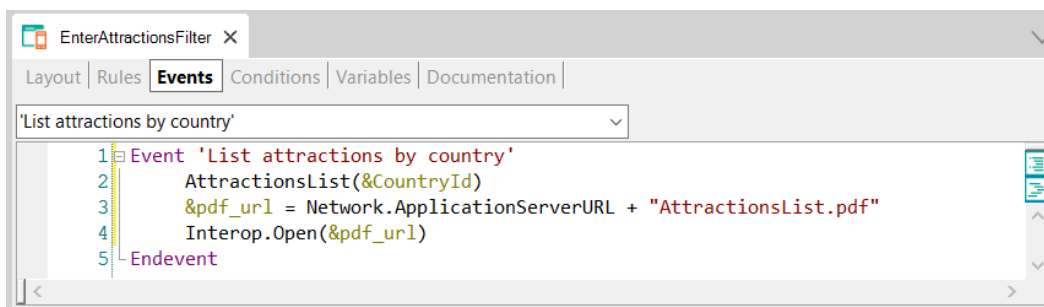 EnterAttractionsFilter X
Layout Rules Events Conditions Variables Documentation
'List attractions by country'
1 Event 'List attractions by country'
2 AttractionsList(&CountryId)
3 &pdf_url = Network.ApplicationServerURL + "AttractionsList.pdf"
4 Interop.Open(&pdf_url)
5 Endevent